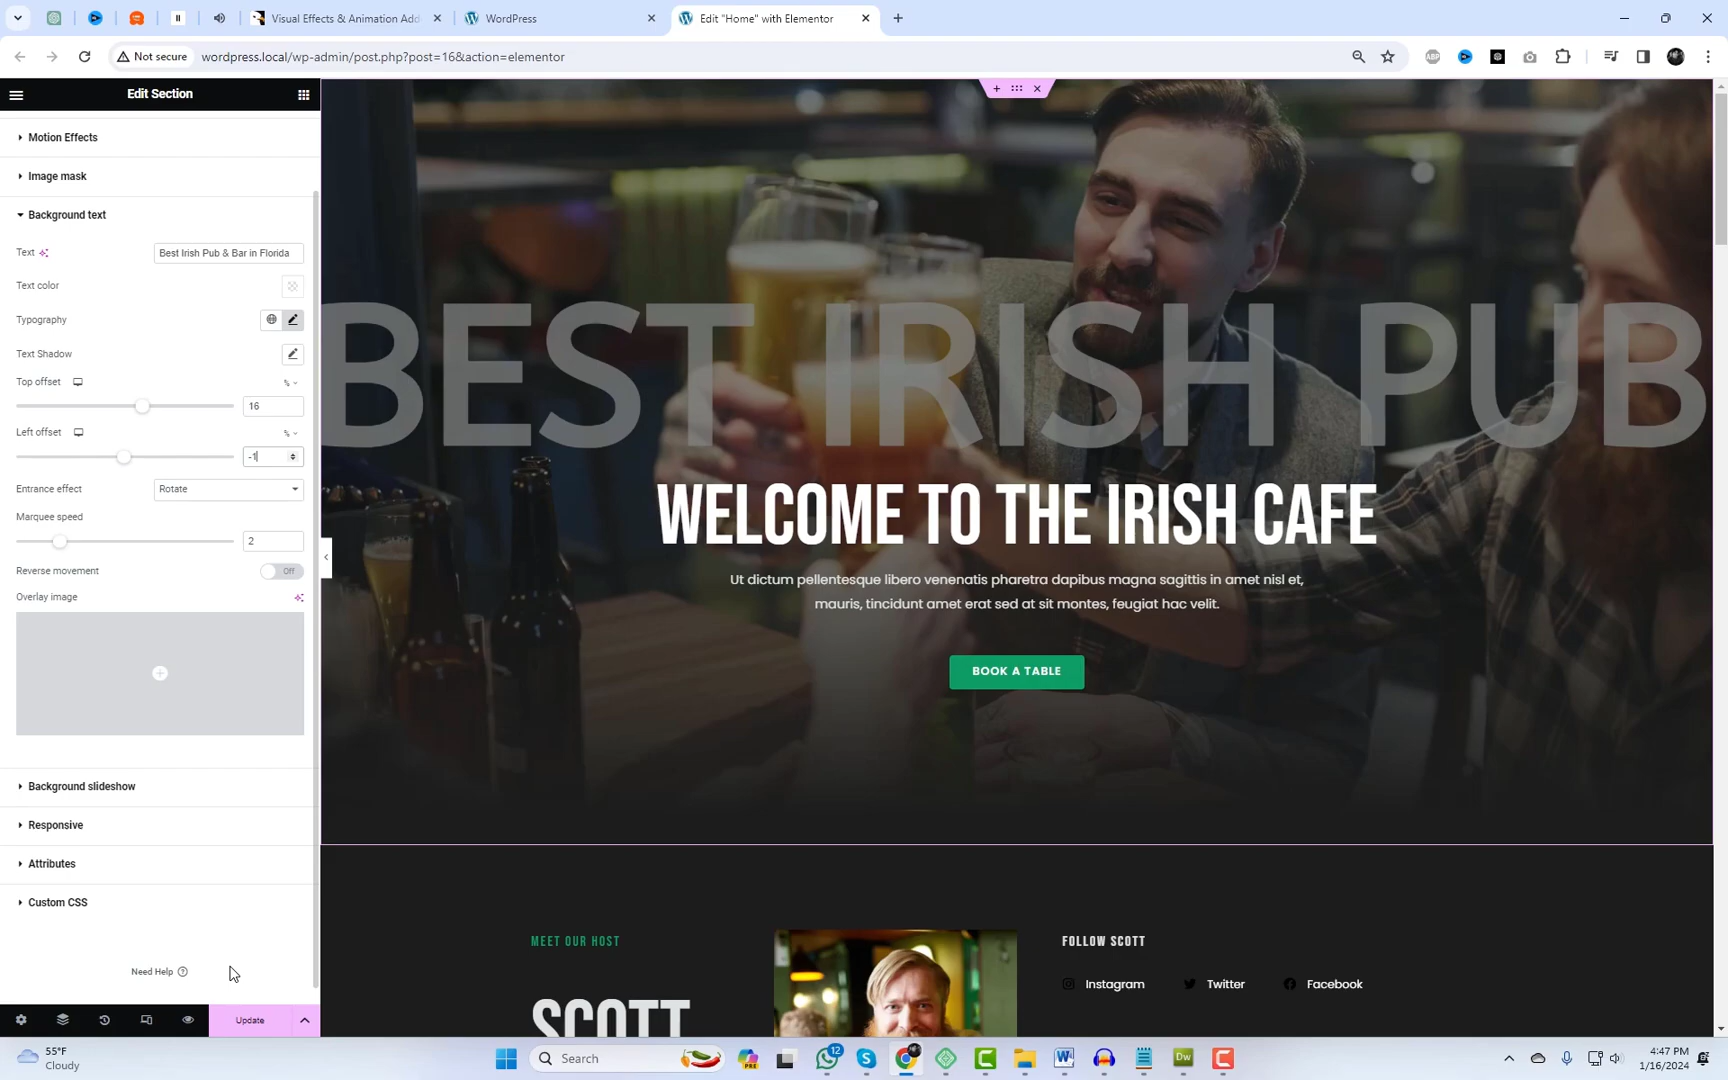 Visual Effects & Animation Add
WordPress
Edit "Home" with Elementor
Not secure
wordpress.local/wp-admin/post.php?post=16&action=elementor
ABP
Edit Section
Motion Effects
Image mask
Background text
Text
Best Irish Pub & Bar in Florida
Text color
Typography
Text Shadow
Top offset
%
16
Left offset
%
-1
Entrance effect
Rotate
Marquee speed
2
Reverse movement
Off
Overlay image
Background slideshow
Responsive
Attributes
Custom CSS
Need Help
Update
BEST IRISH PUB
WELCOME TO THE IRISH CAFE
Ut dictum pellentesque libero venenatis pharetra dapibus magna sagittis in amet nisl et,
mauris, tincidunt amet erat sed at sit montes, feugiat hac velit.
BOOK A TABLE
MEET OUR HOST
SCOTT
FOLLOW SCOTT
Instagram
Twitter
Facebook
55°F
Cloudy
Search
PRE
12
Dw
4:47 PM
1/16/2024